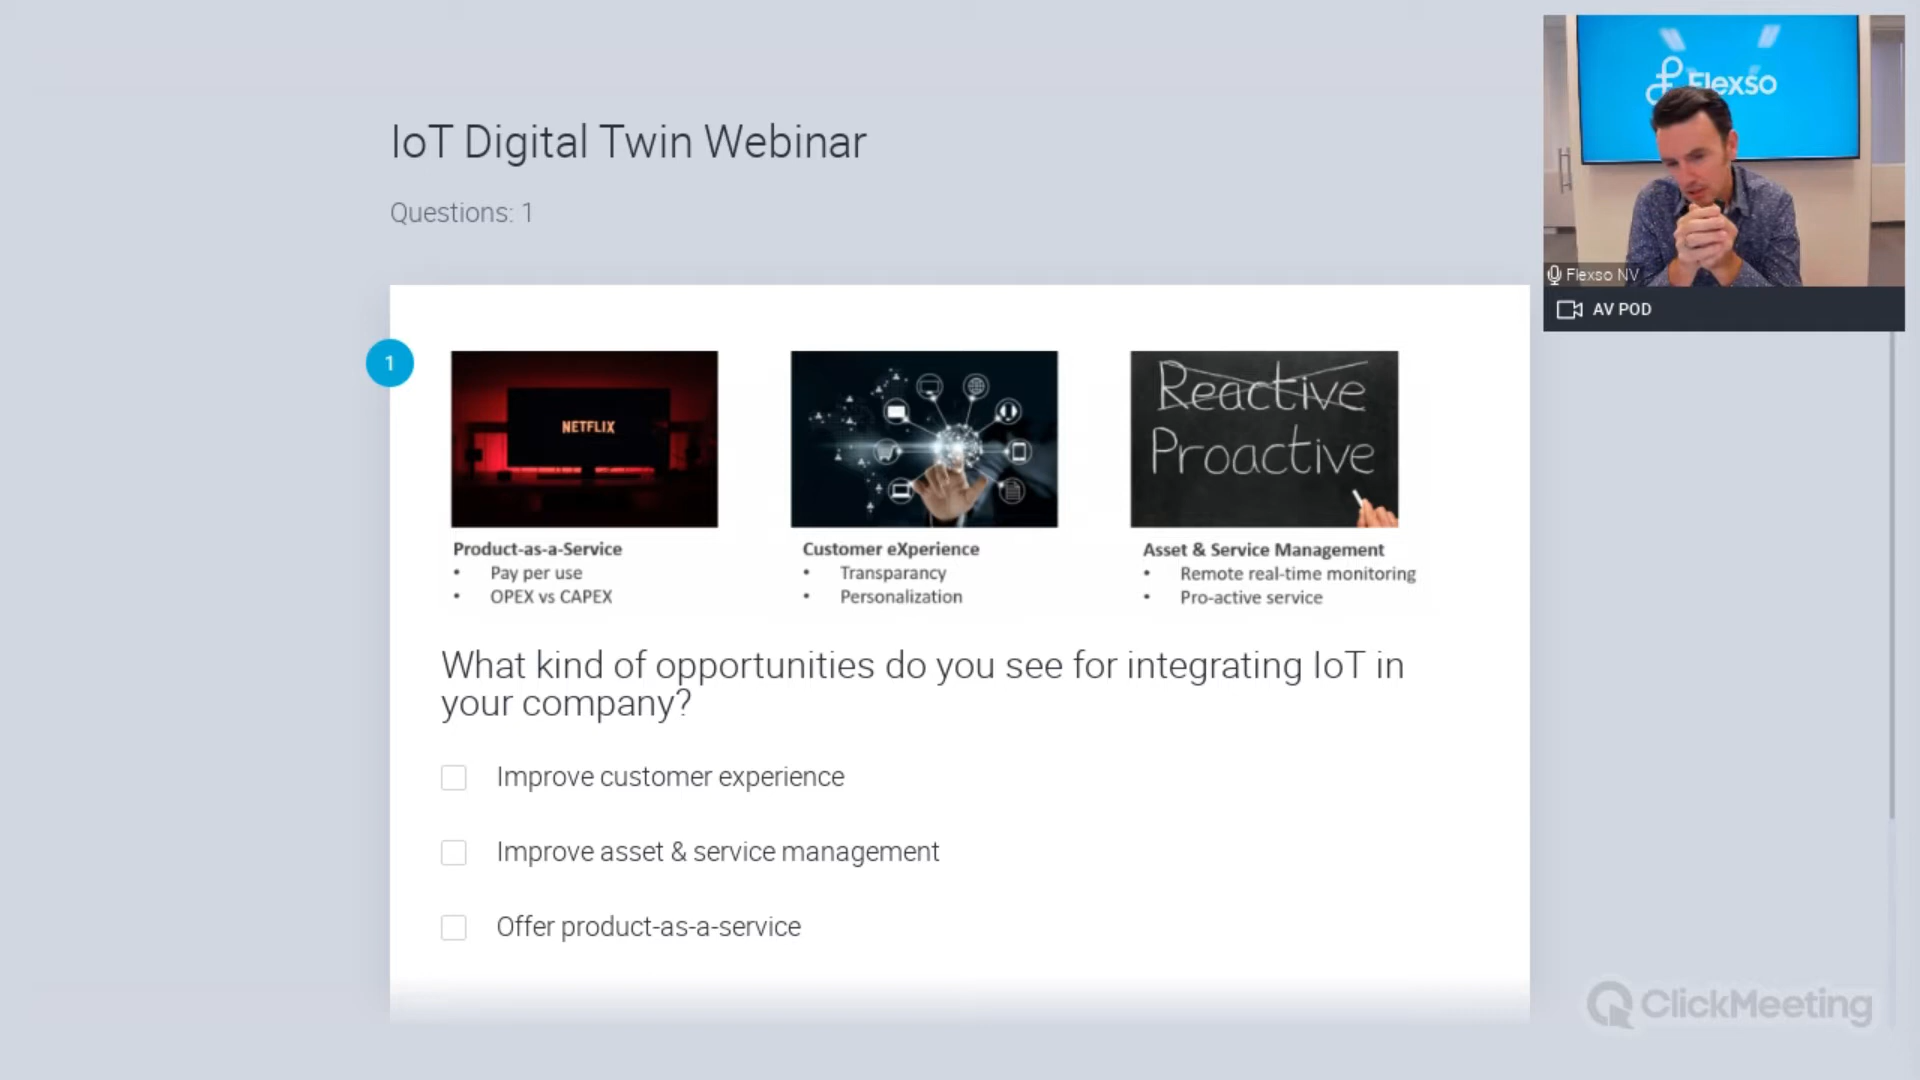 IoT Digital Twin Webinar
Questions: 1
Flexso
Flexso NV
AV POD
1
NETFLIX
Reactive
Proactive
Product-as-a-Service
• Pay per use
• OPEX vs CAPEX
Customer eXperience
• Transparancy
• Personalization
Asset & Service Management
• Remote real-time monitoring
• Pro-active service
What kind of opportunities do you see for integrating IoT in
your company?
Improve customer experience
Improve asset & service management
Offer product-as-a-service
ClickMeeting